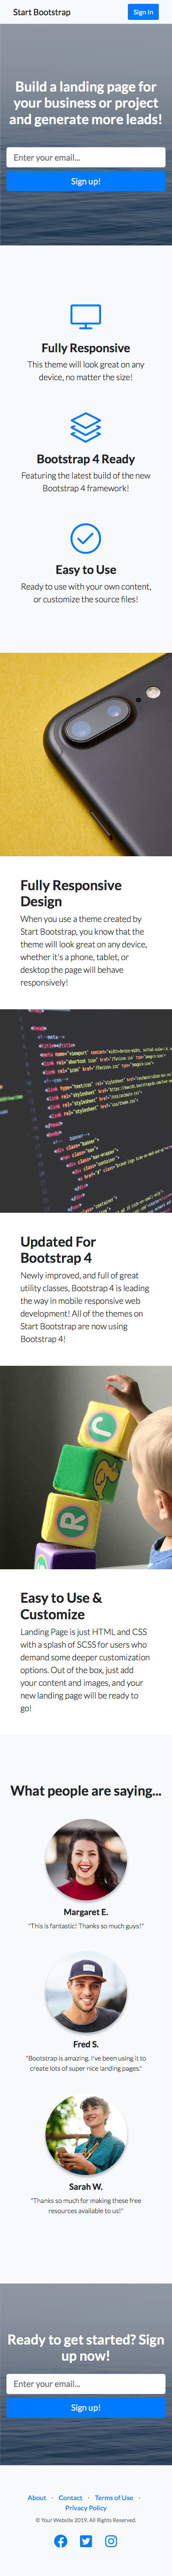 Start Bootstrap
Sign In
Build a landing page for
your business or project
and generate more leads!
Enter your email...
Sign up!
Fully Responsive
This theme will look great on any
device, no matter the size!
Bootstrap 4 Ready
Featuring the latest build of the new
Bootstrap 4 framework!
Easy to Use
Ready to use with your own content,
or customize the source files!
Fully Responsive
Design
When you use a theme created by
Start Bootstrap, you know that the
theme will look great on any device,
whether it's a phone, tablet, or
desktop the page will behave
responsively!
Updated For
Bootstrap 4
Newly improved, and full of great
utility classes, Bootstrap 4 is leading
the way in mobile responsive web
development! All of the themes on
Start Bootstrap are now using
Bootstrap 4!
R
Easy to Use &
Customize
Landing Page is just HTML and CSS
with a splash of SCSS for users who
demand some deeper customization
options. Out of the box, just add
your content and images, and your
new landing page will be ready to
go!
What people are saying...
Margaret E.
"This is fantastic! Thanks so much guys!"
Fred S.
"Bootstrap is amazing. I've been using it to
create lots of super nice landing pages."
Sarah W.
"Thanks so much for making these free
resources available to us!"
Ready to get started? Sign
up now!
Enter your email...
Sign up!
About · Contact · Terms of Use ·
Privacy Policy
© Your Website 2019. All Rights Reserved.